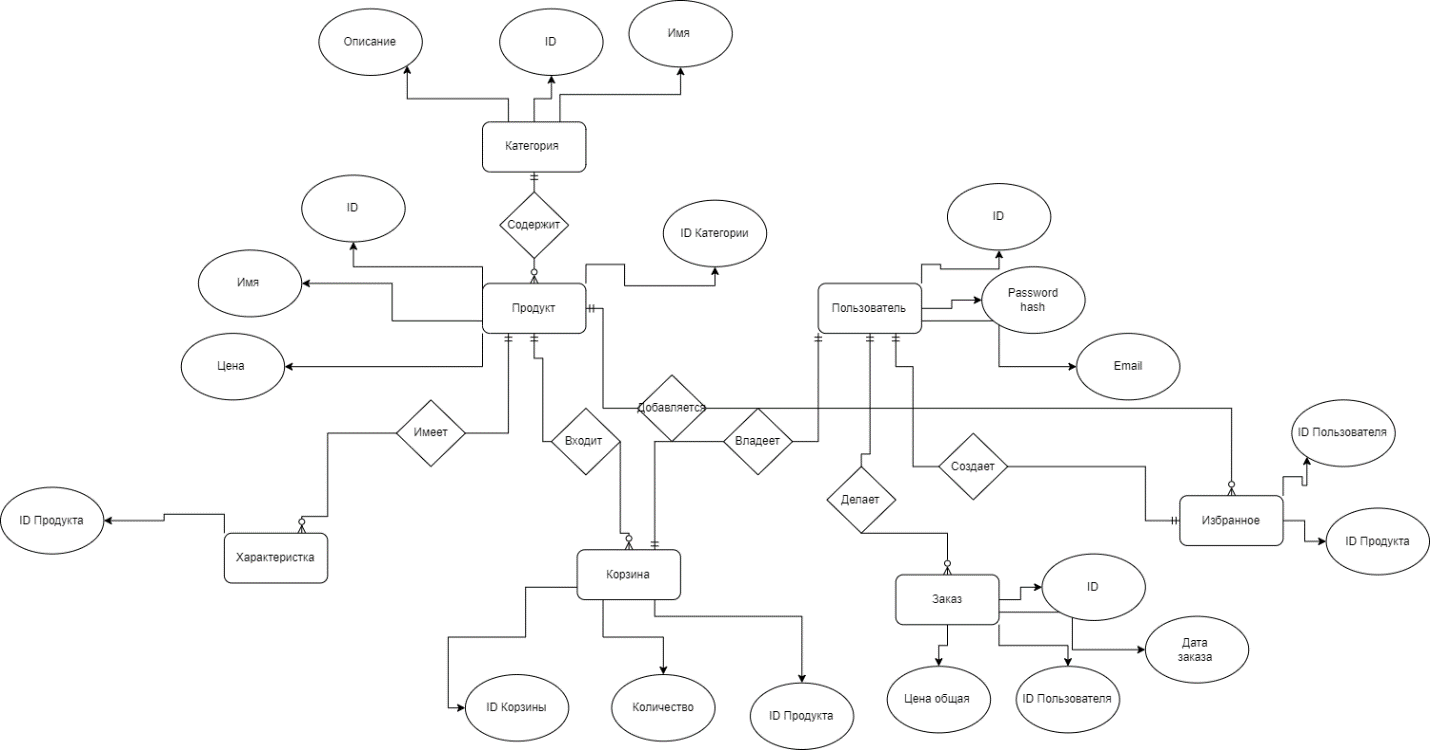 Описание
ID
Имя
Категория
Содержит
ID
ID Категории
ID
Имя
Продукт
Пользователь
Password
hash
Цена
Email
Добавляется
Имеет
Входит
Владеет
ID Пользователя
Создает
Делает
ID Продукта
Избранное
ID Продукта
Характеристка
Корзина
Заказ
ID
Дата
заказа
ID Корзины
Количество
ID Продукта
Цена общая
ID Пользователя